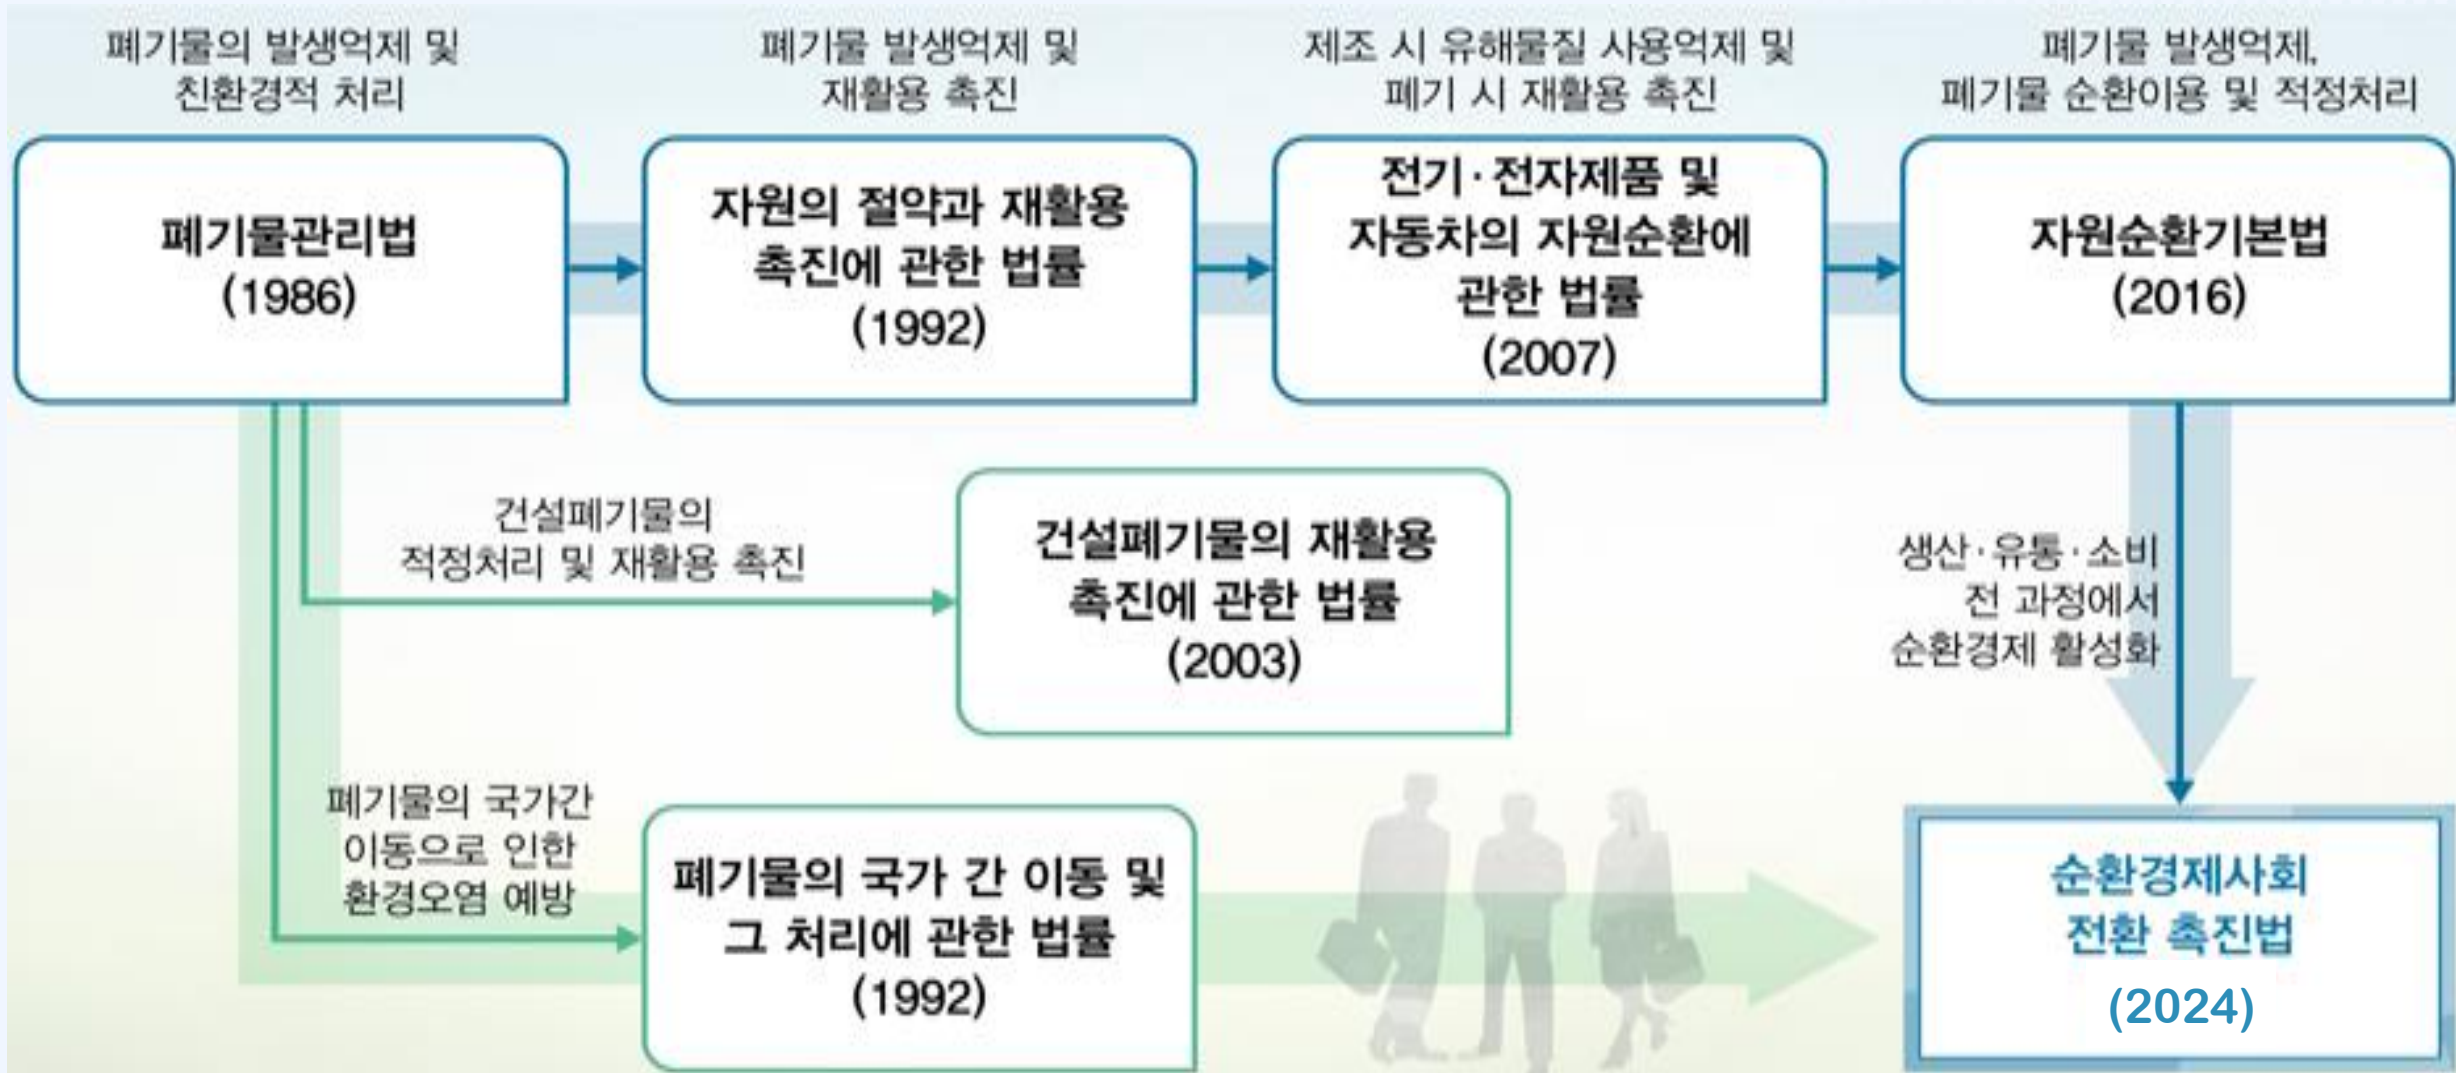 폐기물의 발생억제 및
친환경적 처리
폐기물관리법
(1986)
폐기물 발생억제 및
재활용 촉진
자원의 절약과 재활용
촉진에 관한 법률
(1992)
제조 시 유해물질 사용억제 및
폐기 시 재활용 촉진
전기·전자제품 및
자동차의 자원순환에
관한 법률
(2007)
폐기물 발생억제,
폐기물 순환이용 및 적정처리
자원순환기본법
(2016)
건설폐기물의
적정처리 및 재활용 촉진
건설폐기물의 재활용
촉진에 관한 법률
(2003)
생산·유통·소비
전 과정에서
순환경제 활성화
폐기물의 국가간
이동으로 인한
환경오염 예방
폐기물의 국가 간 이동 및
그 처리에 관한 법률
(1992)
순환경제사회
전환 촉진법
(2024)